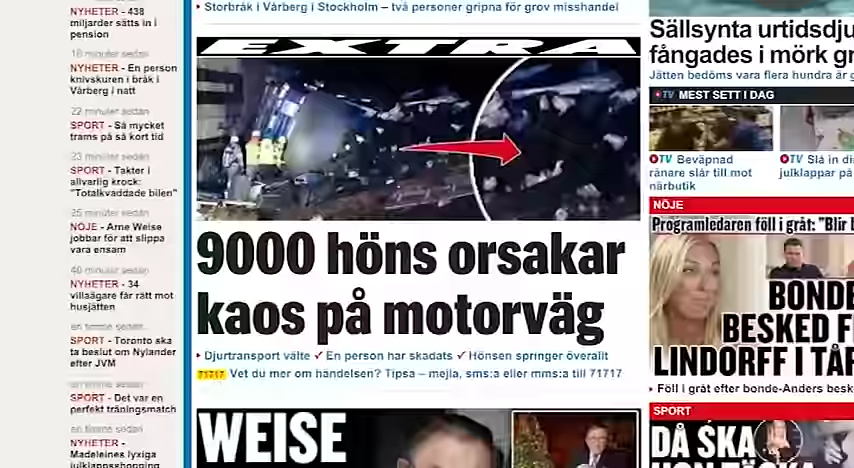 NYHETER - 438
miljarder sätts in i
pension
18 minuter sedan
NYHETER - En person
knivskuren i bråk i
Vårberg i natt
22 minuter sedan
SPORT - Så mycket
trams på så kort tid
23 minuter sedan
SPORT - Takter i
allvarlig krock:
"Totalkvaddade bilen"
25 minuter sedan
NÖJE - Arne Weise
jobbar för att slippa
vara ensam
40 minuter sedan
NYHETER - 34
villaägare får rätt mot
husjätten
en timme sedan
SPORT - Toronto ska
ta beslut om Nylander
efter JVM
en timme sedan
SPORT - Det var en
perfekt träningsmatch
en timme sedan
NYHETER -
Madeleines lyxiga
julklappsshopping
Storbråk i Vårberg i Stockholm – två personer gripna för grov misshandel
EXTRA
9000 höns orsakar
kaos på motorväg
Djurtransport välte ✓ En person har skadats ✓ Hönsen springer överallt
71717 Vet du mer om händelsen? Tipsa – mejla, sms:a eller mms:a till 71717
WEISE
Sällsynta urtidsdju
fångades i mörk gr
Jätten bedöms vara flera hundra år g
TV MEST SETT I DAG
TV Beväpnad
rånare slår till mot
närbutik
TV Slå in di
julklappar på
NÖJE
Programledaren föll i gråt: "Blir b
BONDE
BESKED F
LINDORFF I TÅR
Föll i gråt efter bonde-Anders besk
SPORT
DÅ SKA